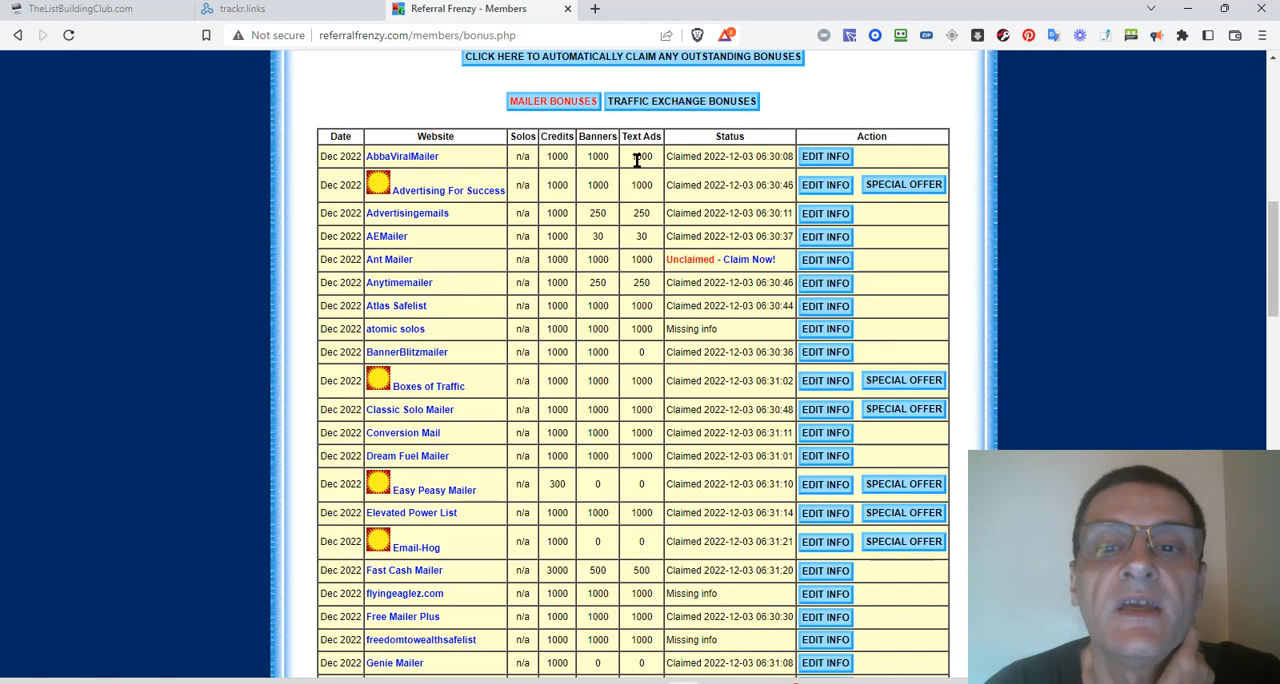 TheListBuildingClub.com
trackr.links
Referral Frenzy - Members
Not secure referralfrenzy.com/members/bonus.php
2
ZIP
CLICK HERE TO AUTOMATICALLY CLAIM ANY OUTSTANDING BONUSES
MAILER BONUSES TRAFFIC EXCHANGE BONUSES
Date Website Solos Credits Banners Text Ads Status Action
Dec 2022 AbbaViralMailer n/a 1000 1000 1000 Claimed 2022-12-03 06:30:08 EDIT INFO
Dec 2022 Advertising For Success n/a 1000 1000 1000 Claimed 2022-12-03 06:30:46 EDIT INFO SPECIAL OFFER
Dec 2022 Advertisingemails n/a 1000 250 250 Claimed 2022-12-03 06:30:11 EDIT INFO
Dec 2022 AEMailer n/a 1000 30 30 Claimed 2022-12-03 06:30:37 EDIT INFO
Dec 2022 Ant Mailer n/a 1000 1000 1000 Unclaimed - Claim Now! EDIT INFO
Dec 2022 Anytimemailer n/a 1000 250 250 Claimed 2022-12-03 06:30:46 EDIT INFO
Dec 2022 Atlas Safelist n/a 1000 1000 1000 Claimed 2022-12-03 06:30:44 EDIT INFO
Dec 2022 atomic solos n/a 1000 1000 1000 Missing info EDIT INFO
Dec 2022 BannerBlitzmailer n/a 1000 1000 0 Claimed 2022-12-03 06:30:36 EDIT INFO
Dec 2022 Boxes of Traffic n/a 1000 1000 1000 Claimed 2022-12-03 06:31:02 EDIT INFO SPECIAL OFFER
Dec 2022 Classic Solo Mailer n/a 1000 1000 1000 Claimed 2022-12-03 06:30:48 EDIT INFO SPECIAL OFFER
Dec 2022 Conversion Mail n/a 1000 1000 1000 Claimed 2022-12-03 06:31:11 EDIT INFO
Dec 2022 Dream Fuel Mailer n/a 1000 1000 1000 Claimed 2022-12-03 06:31:01 EDIT INFO
Dec 2022 Easy Peasy Mailer n/a 300 0 0 Claimed 2022-12-03 06:31:10 EDIT INFO SPECIAL OFFER
Dec 2022 Elevated Power List n/a 1000 1000 1000 Claimed 2022-12-03 06:31:14 EDIT INFO SPECIAL OFFER
Dec 2022 Email-Hog n/a 1000 0 0 Claimed 2022-12-03 06:31:21 EDIT INFO SPECIAL OFFER
Dec 2022 Fast Cash Mailer n/a 3000 500 500 Claimed 2022-12-03 06:31:20 EDIT INFO
Dec 2022 flyingeaglez.com n/a 1000 1000 1000 Missing info EDIT INFO
Dec 2022 Free Mailer Plus n/a 1000 1000 1000 Claimed 2022-12-03 06:30:30 EDIT INFO
Dec 2022 freedomtowealthsafelist n/a 1000 1000 1000 Missing info EDIT INFO
Dec 2022 Genie Mailer n/a 1000 0 0 Claimed 2022-12-03 06:31:08 EDIT INFO